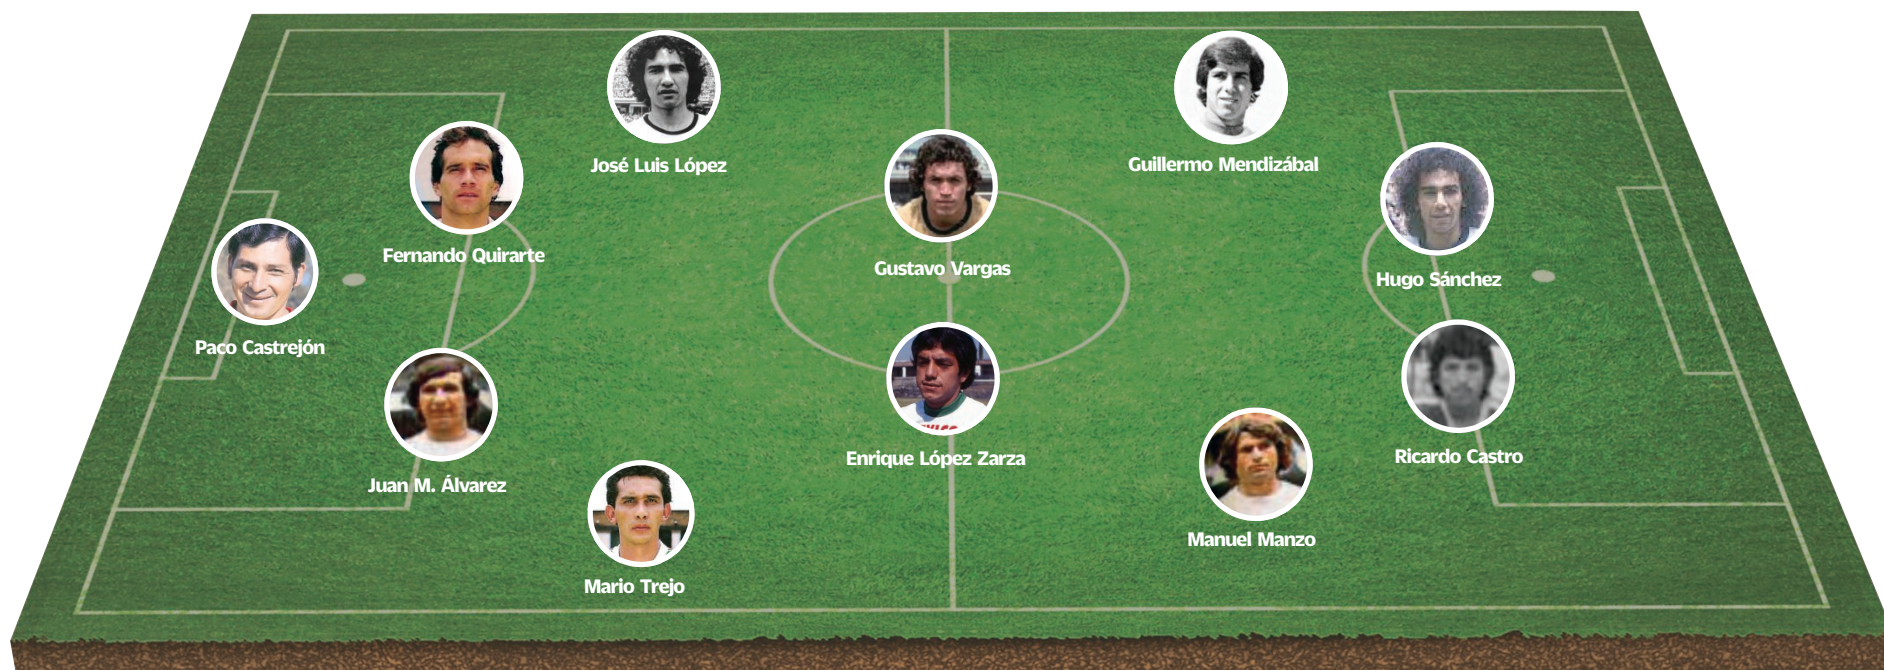 José Luis López
Guillermo Mendizábal
Fernando Quirarte
Gustavo Vargas
Hugo Sánchez
Paco Castrejón
Juan M. Álvarez
Enrique López Zarza
Ricardo Castro
Manuel Manzo
Mario Trejo